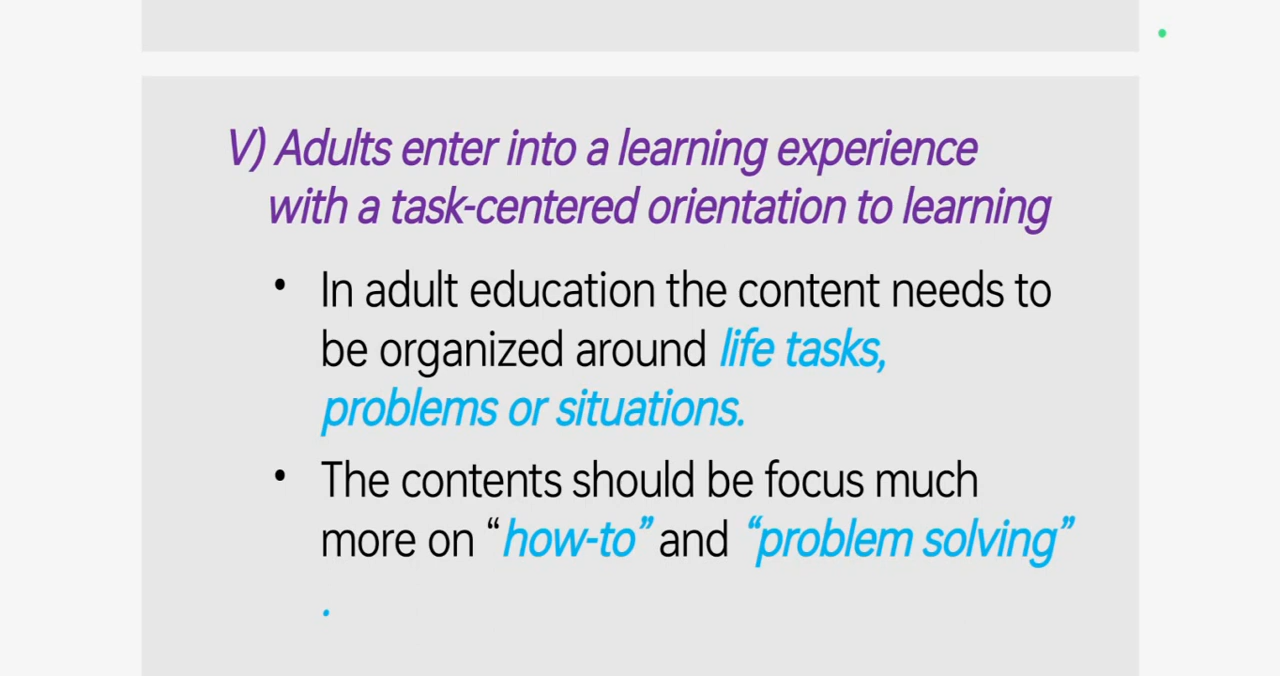 V) Adults enter into a learning experience
with a task-centered orientation to learning
• In adult education the content needs to
be organized around life tasks,
problems or situations.
• The contents should be focus much
more on “how-to” and “problem solving”
.